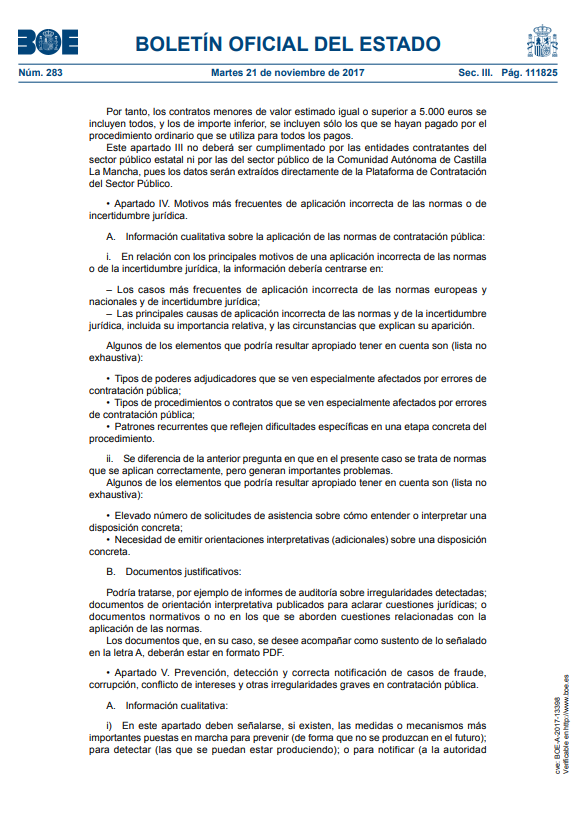 BOE
BOLETÍN OFICIAL DEL ESTADO
Núm. 283
Martes 21 de noviembre de 2017
Sec. III. Pág. 111825
Por tanto, los contratos menores de valor estimado igual o superior a 5.000 euros se
incluyen todos, y los de importe inferior, se incluyen sólo los que se hayan pagado por el
procedimiento ordinario que se utiliza para todos los pagos.
Este apartado III no deberá ser cumplimentado por las entidades contratantes del
sector público estatal ni por las del sector público de la Comunidad Autónoma de Castilla
La Mancha, pues los datos serán extraídos directamente de la Plataforma de Contratación
del Sector Público.
• Apartado IV. Motivos más frecuentes de aplicación incorrecta de las normas o de
incertidumbre jurídica.
A. Información cualitativa sobre la aplicación de las normas de contratación pública:
i. En relación con los principales motivos de una aplicación incorrecta de las normas
o de la incertidumbre jurídica, la información debería centrarse en:
– Los casos más frecuentes de aplicación incorrecta de las normas europeas y
nacionales y de incertidumbre jurídica;
– Las principales causas de aplicación incorrecta de las normas y de la incertidumbre
jurídica, incluida su importancia relativa, y las circunstancias que explican su aparición.
Algunos de los elementos que podría resultar apropiado tener en cuenta son (lista no
exhaustiva):
• Tipos de poderes adjudicadores que se ven especialmente afectados por errores de
contratación pública;
• Tipos de procedimientos o contratos que se ven especialmente afectados por errores
de contratación pública;
• Patrones recurrentes que reflejen dificultades específicas en una etapa concreta del
procedimiento.
ii. Se diferencia de la anterior pregunta en que en el presente caso se trata de normas
que se aplican correctamente, pero generan importantes problemas.
Algunos de los elementos que podría resultar apropiado tener en cuenta son (lista no
exhaustiva):
• Elevado número de solicitudes de asistencia sobre cómo entender o interpretar una
disposición concreta;
• Necesidad de emitir orientaciones interpretativas (adicionales) sobre una disposición
concreta.
B. Documentos justificativos:
Podría tratarse, por ejemplo de informes de auditoría sobre irregularidades detectadas;
documentos de orientación interpretativa publicados para aclarar cuestiones jurídicas; o
documentos normativos o no en los que se aborden cuestiones relacionadas con la
aplicación de las normas.
Los documentos que, en su caso, se desee acompañar como sustento de lo señalado
en la letra A, deberán estar en formato PDF.
• Apartado V. Prevención, detección y correcta notificación de casos de fraude,
corrupción, conflicto de intereses y otras irregularidades graves en contratación pública.
A. Información cualitativa:
i) En este apartado deben señalarse, si existen, las medidas o mecanismos más
importantes puestas en marcha para prevenir (de forma que no se produzcan en el futuro);
para detectar (las que se puedan estar produciendo); o para notificar (a la autoridad
cve: BOE-A-2017-13398
Verificable en http://www.boe.es